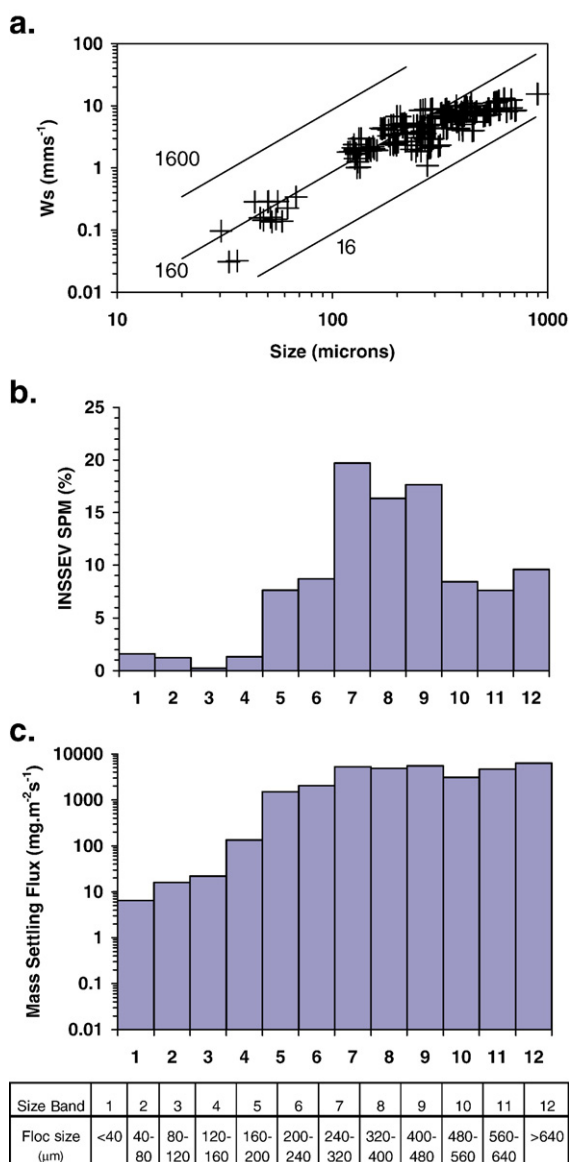 a.
100
10
1
0.1
0.01
Ws (mms⁻¹)
1600
160
16
10 100 1000
Size (microns)
b.
25
20
15
10
5
0
INSSEV SPM (%)
1 2 3 4 5 6 7 8 9 10 11 12
c.
10000
1000
100
10
1
0.1
0.01
Mass Settling Flux (mg.m⁻²s⁻¹)
1 2 3 4 5 6 7 8 9 10 11 12
Size Band 1 2 3 4 5 6 7 8 9 10 11 12
Floc size <40 40- 80- 120- 160- 200- 240- 320- 400- 480- 560- >640
(μm) 80 120 160 200 240 320 400 480 560 640